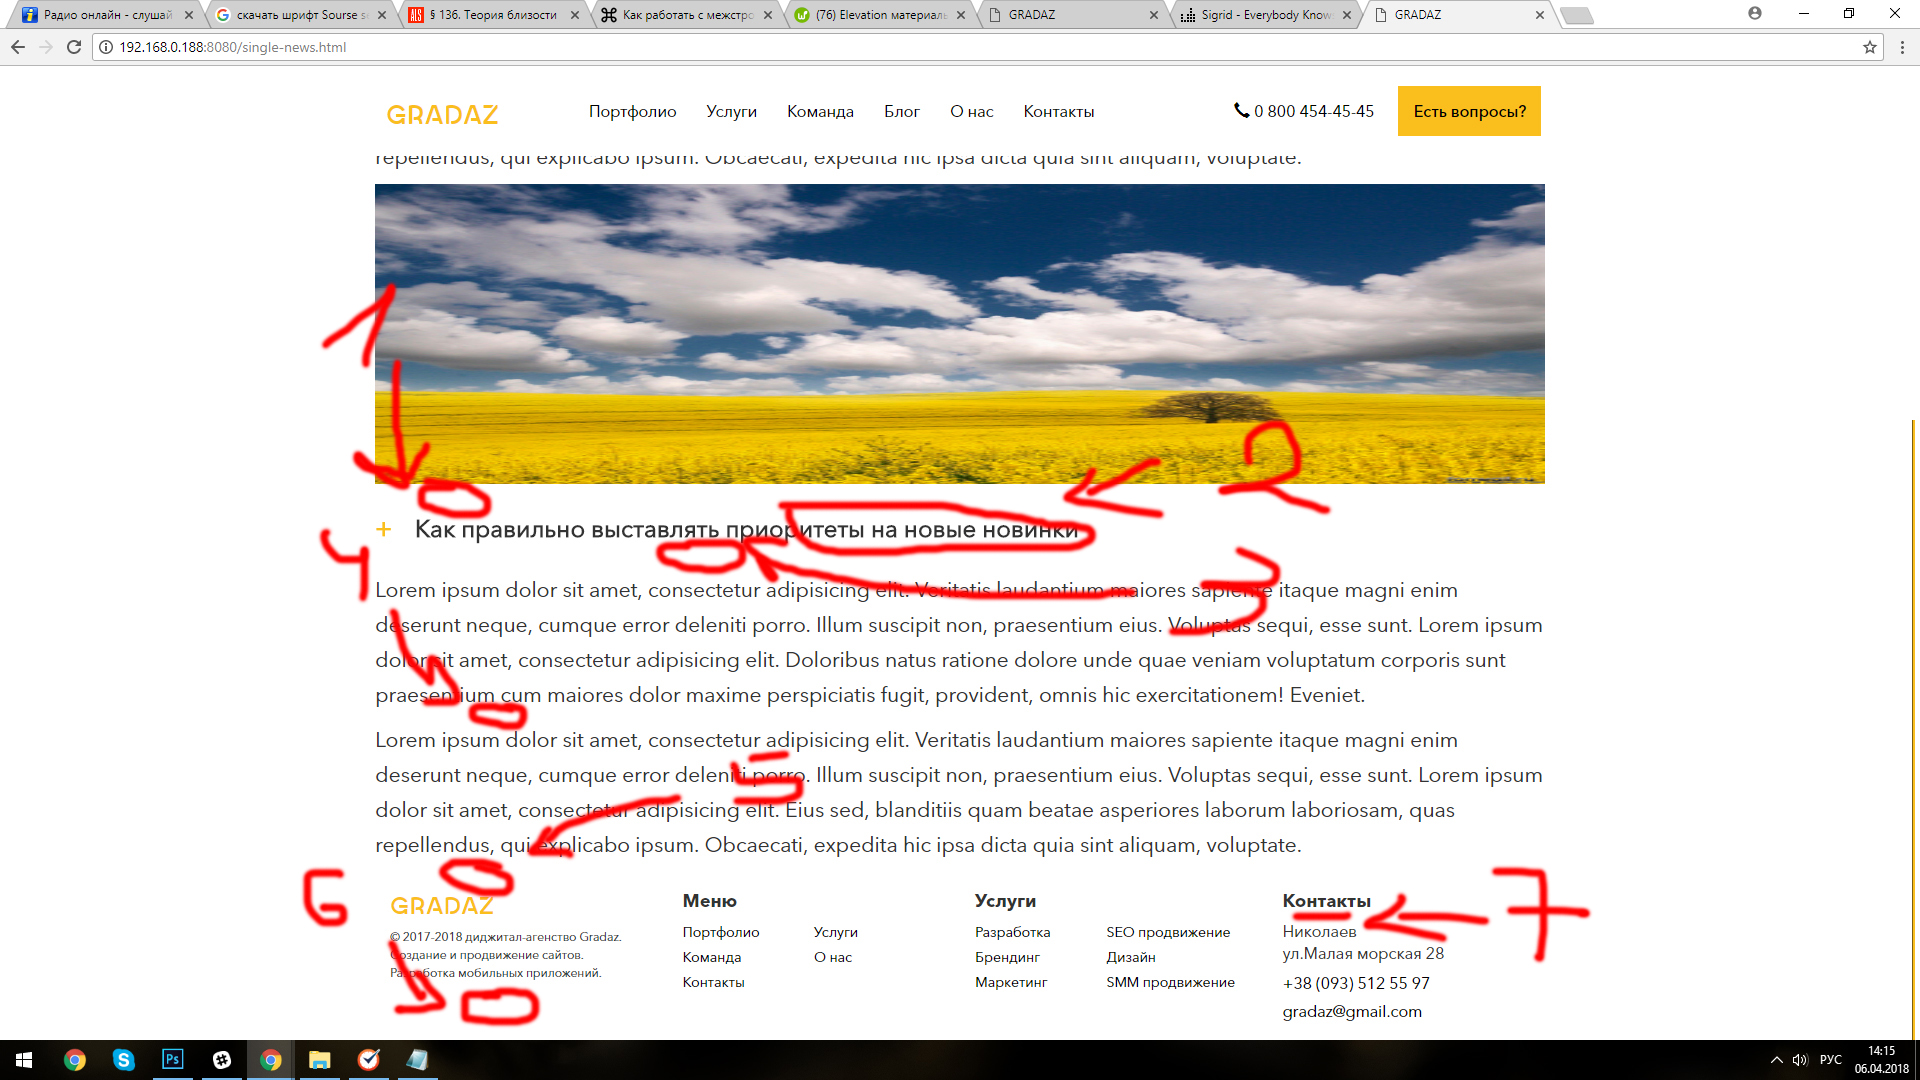 Радио онлайн - слушай
скачать шрифт Sourse s
§ 136. Теория близости
Как работать с межстро
(76) Elevation материаль
GRADAZ
Sigrid - Everybody Know
GRADAZ
192.168.0.188:8080/single-news.html
GRADAZ
Портфолио Услуги Команда Блог О нас Контакты
0 800 454-45-45
Есть вопросы?
repellendus, qui explicabo ipsum. Obcaecati, expedita hic ipsa dicta quia sint aliquam, voluptate.
1
2
+ Как правильно выставлять приоритеты на новые новинки
4
3
Lorem ipsum dolor sit amet, consectetur adipisicing elit. Veritatis laudantium maiores sapiente itaque magni enim
deserunt neque, cumque error deleniti porro. Illum suscipit non, praesentium eius. Voluptas sequi, esse sunt. Lorem ipsum
dolor sit amet, consectetur adipisicing elit. Doloribus natus ratione dolore unde quae veniam voluptatum corporis sunt
praesentium cum maiores dolor maxime perspiciatis fugit, provident, omnis hic exercitationem! Eveniet.
Lorem ipsum dolor sit amet, consectetur adipisicing elit. Veritatis laudantium maiores sapiente itaque magni enim
deserunt neque, cumque error deleniti porro. Illum suscipit non, praesentium eius. Voluptas sequi, esse sunt. Lorem ipsum
5
dolor sit amet, consectetur adipisicing elit. Eius sed, blanditiis quam beatae asperiores laborum laboriosam, quas
repellendus, qui explicabo ipsum. Obcaecati, expedita hic ipsa dicta quia sint aliquam, voluptate.
6
7
GRADAZ
© 2017-2018 диджитал-агенство Gradaz.
Создание и продвижение сайтов.
Разработка мобильных приложений.
Меню
Портфолио Услуги
Команда О нас
Контакты
Услуги
Разработка SEO продвижение
Брендинг Дизайн
Маркетинг SMM продвижение
Контакты
Николаев
ул.Малая морская 28
+38 (093) 512 55 97
gradaz@gmail.com
Ps
РУС
14:15
06.04.2018